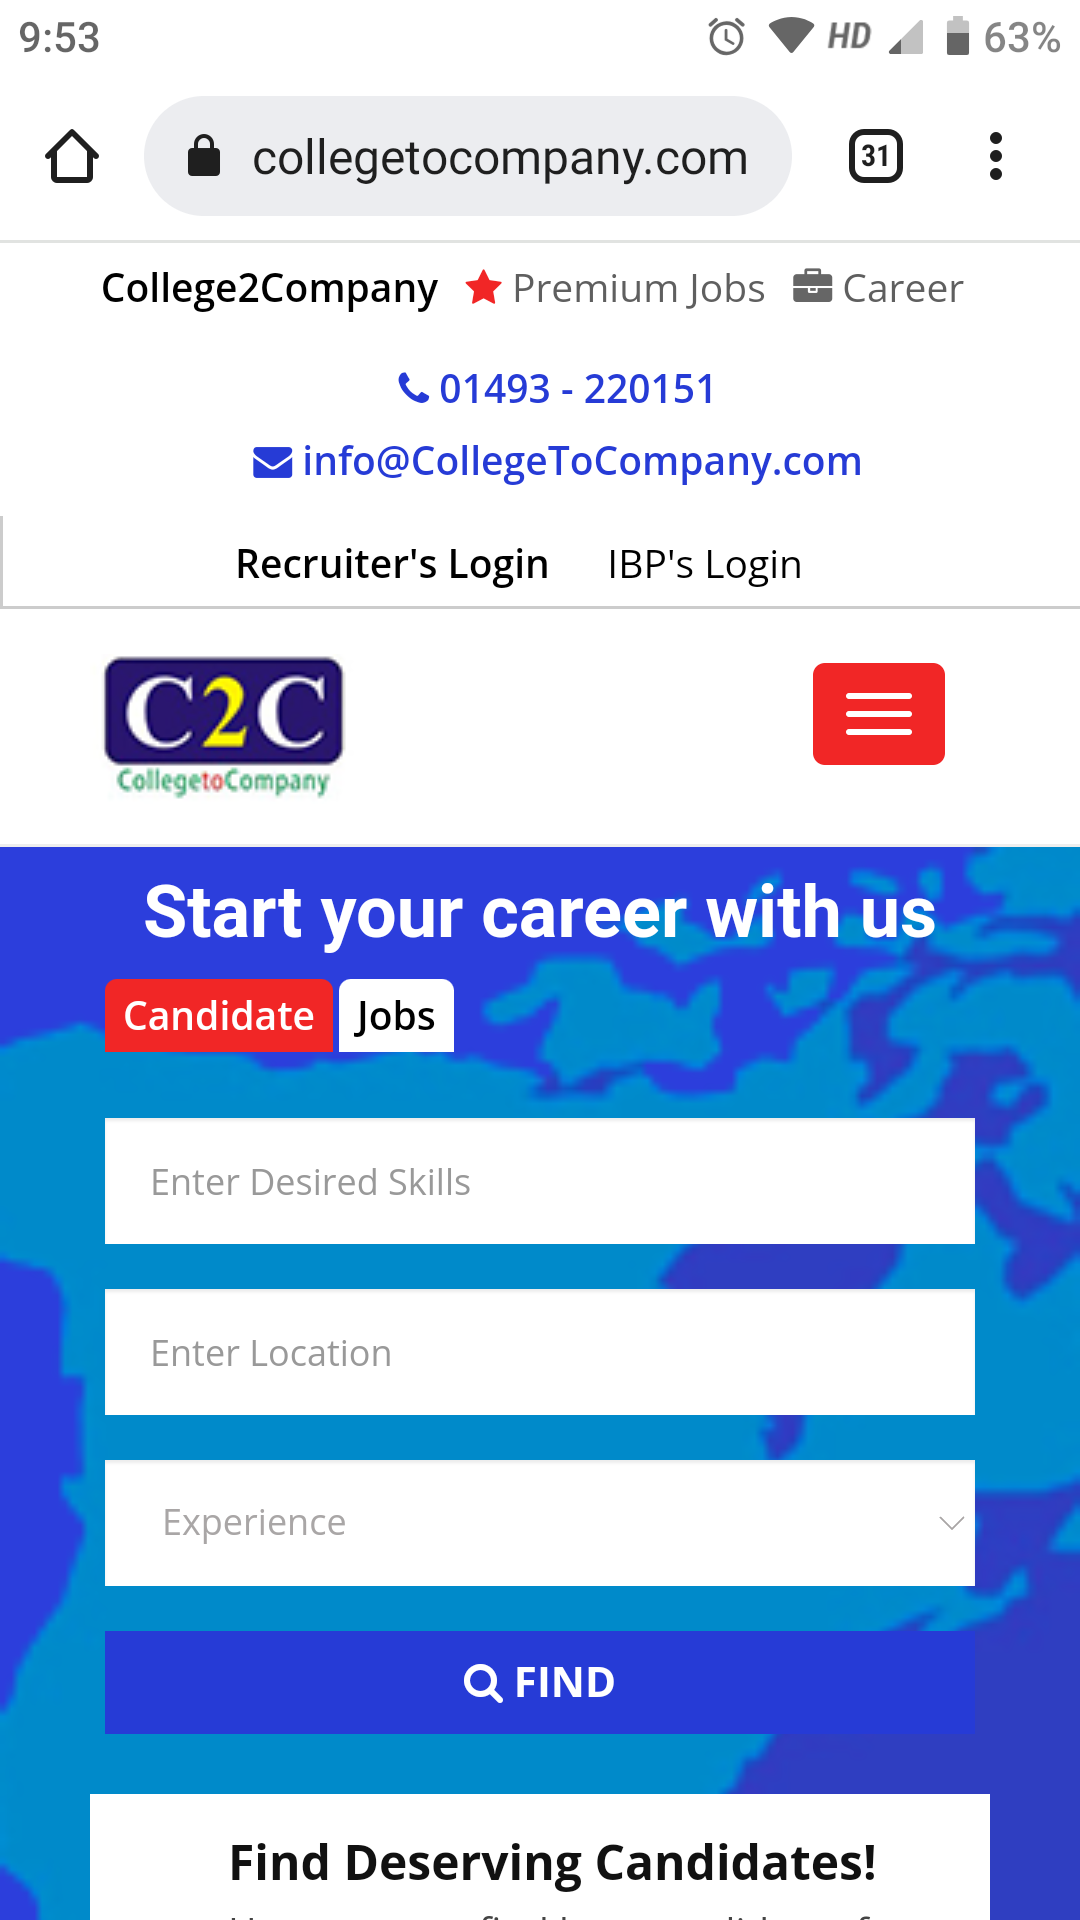 9:53 HD 63%
collegetocompany.com 31
College2Company Premium Jobs Career
01493 - 220151
info@CollegeToCompany.com
Recruiter's Login IBP's Login
C2C
CollegetoCompany
Start your career with us
Candidate Jobs
Enter Desired Skills
Enter Location
Experience
FIND
Find Deserving Candidates!